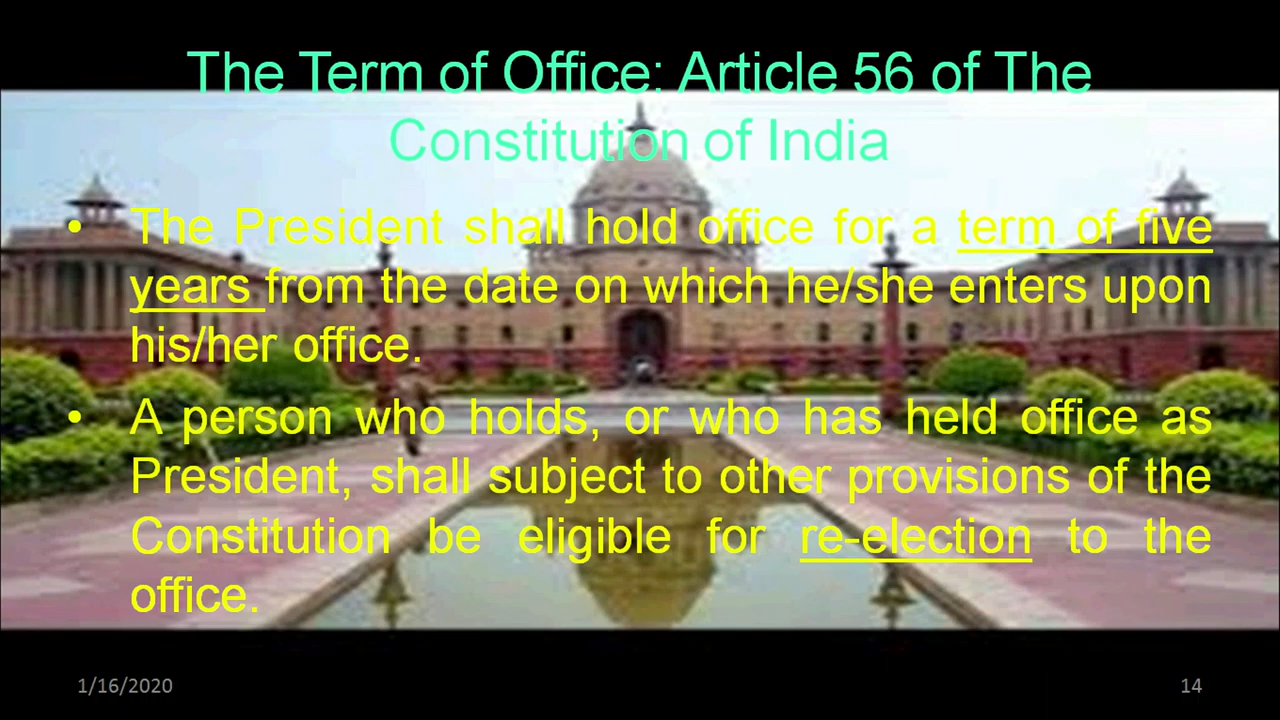 The Term of Office: Article 56 of The
Constitution of India
• The President shall hold office for a term of five
years from the date on which he/she enters upon
his/her office.
• A person who holds, or who has held office as
President, shall subject to other provisions of the
Constitution be eligible for re-election to the
office.
1/16/2020
14